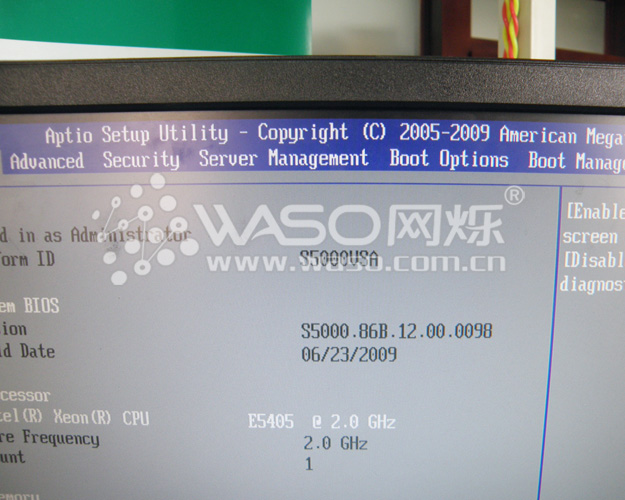 Aptio Setup Utility - Copyright (C) 2005-2009 American Mega
Advanced Security Server Management Boot Options Boot Manag
[Enable
d in as Administrator
screen
WASO网烁®
orm ID S5000VSA
[Disabl
www.waso.com.cn
diagnos
em BIOS
ion S5000.86B.12.00.0098
d Date 06/23/2009
cessor
tel(R) Xeon(R) CPU E5405 @ 2.0 GHz
re Frequency 2.0 GHz
unt 1
emory